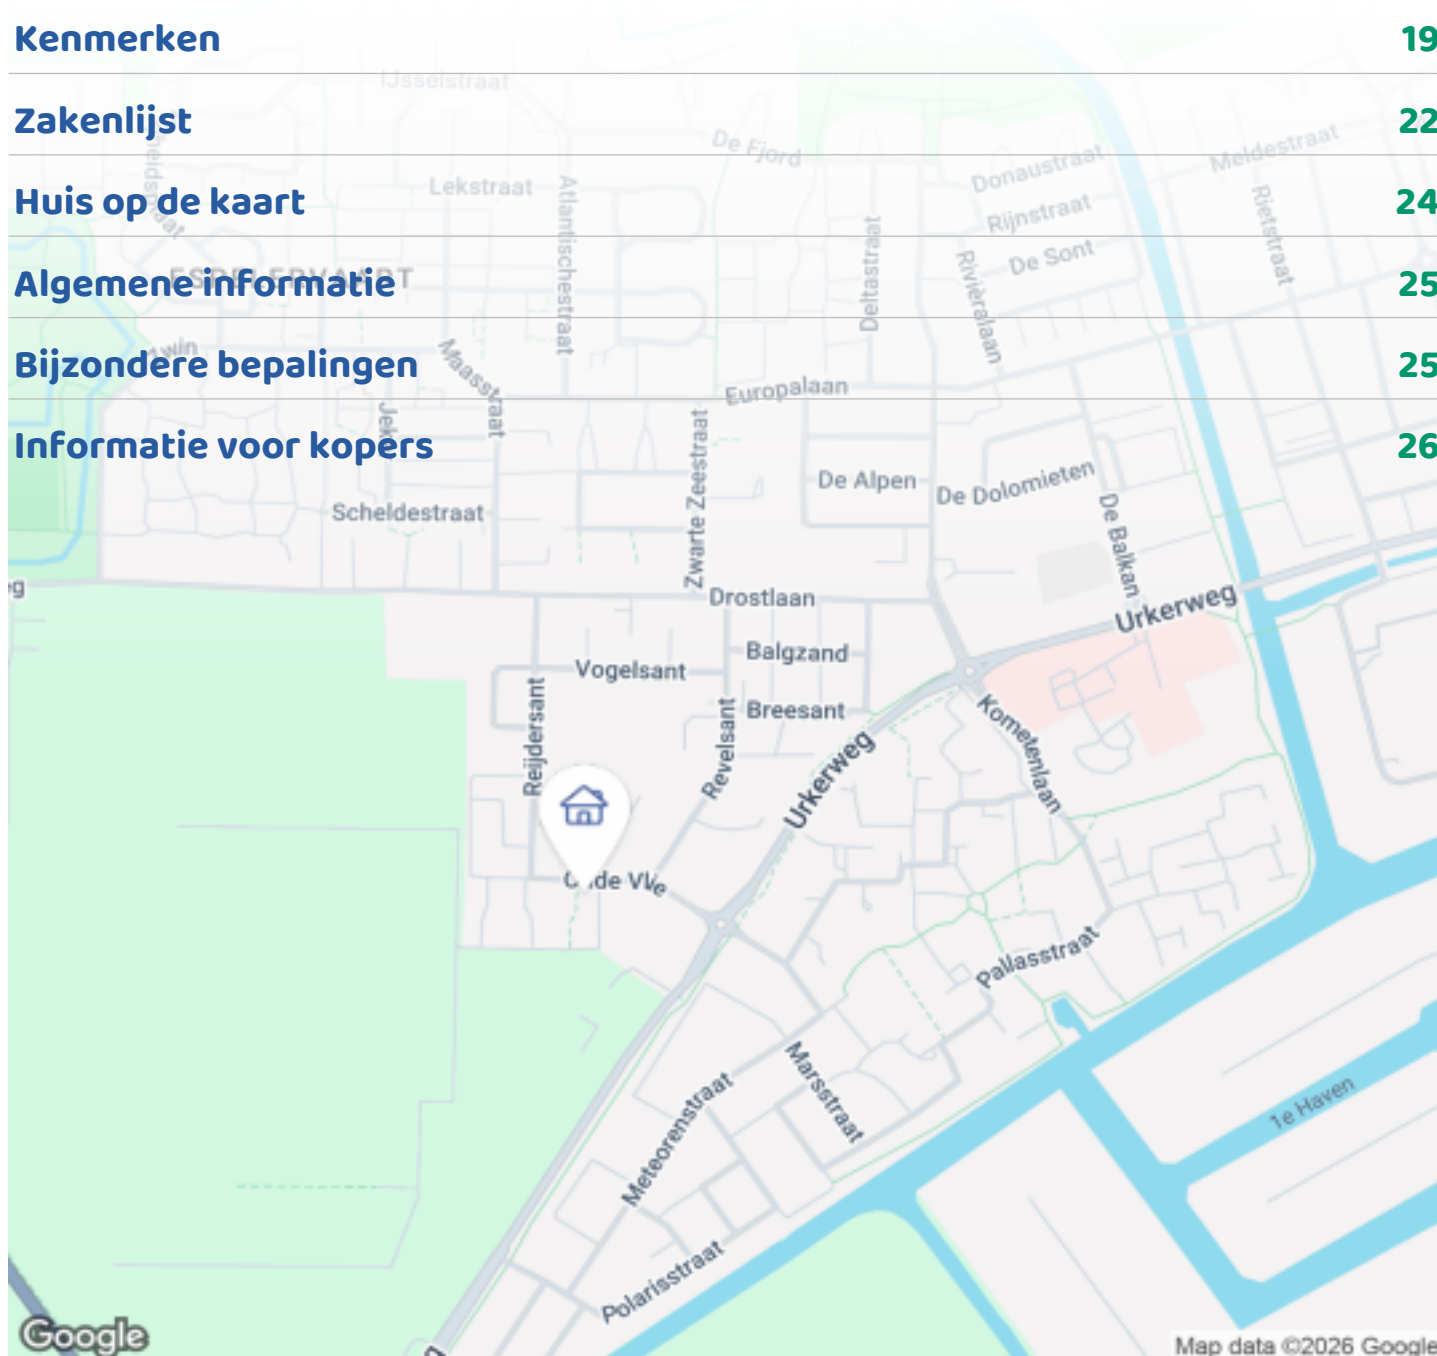 Kenmerken 19
IJsselstraat
Zakenlijst 22
De Fjord
Donaustraat
Meldestraat
Lekstraat
Atlantischestraat
Huis op de kaart 24
Rijnstraat
Rietstraat
De Sont
Deltastraat
Rivièralaan
ESPELERVAART
Algemene informatie 25
Zwin
Maasstraat
Bijzondere bepalingen 25
Europalaan
Informatie voor kopers 26
Zwarte Zeestraat
De Alpen
De Dolomieten
De Balkan
Scheldestraat
Drostlaan
Urkerweg
Vogelsant
Balgzand
Reijdersant
Revelsant
Breesant
Kometenlaan
Urkerweg
Pallasstraat
Marsstraat
Meteorenstraat
1e Haven
Polarisstraat
Google
Map data ©2026 Google